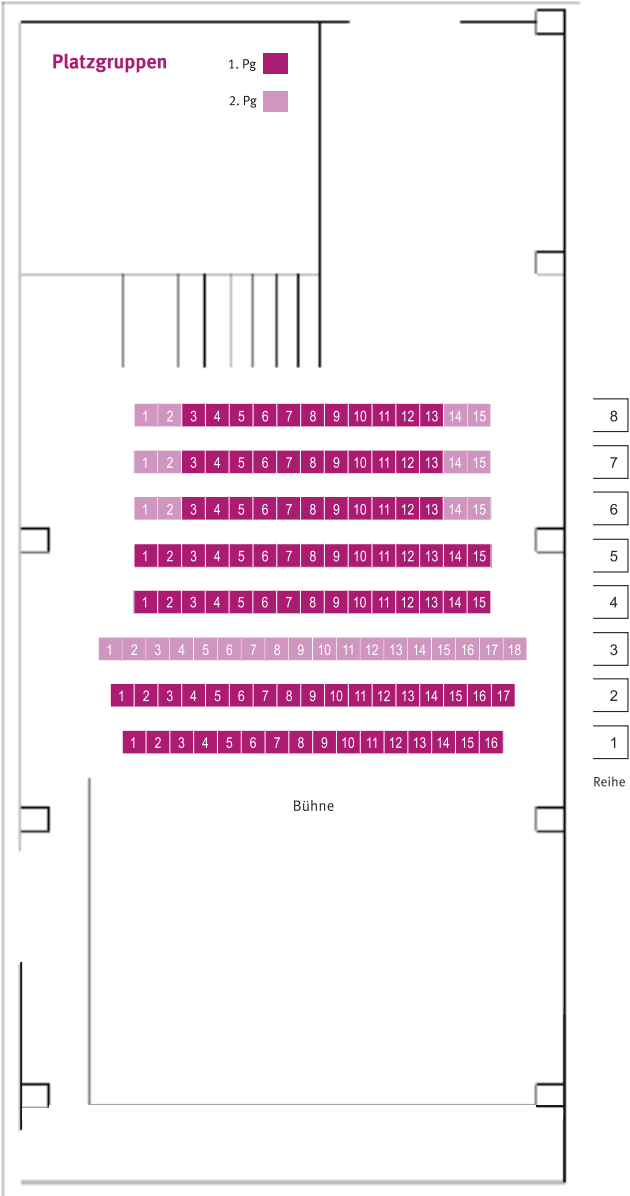 Platzgruppen
1. Pg
2. Pg
1 2 3 4 5 6 7 8 9 10 11 12 13 14 15 8
1 2 3 4 5 6 7 8 9 10 11 12 13 14 15 7
1 2 3 4 5 6 7 8 9 10 11 12 13 14 15 6
1 2 3 4 5 6 7 8 9 10 11 12 13 14 15 5
1 2 3 4 5 6 7 8 9 10 11 12 13 14 15 4
1 2 3 4 5 6 7 8 9 10 11 12 13 14 15 16 17 18 3
1 2 3 4 5 6 7 8 9 10 11 12 13 14 15 16 17 2
1 2 3 4 5 6 7 8 9 10 11 12 13 14 15 16 1
Reihe
Bühne